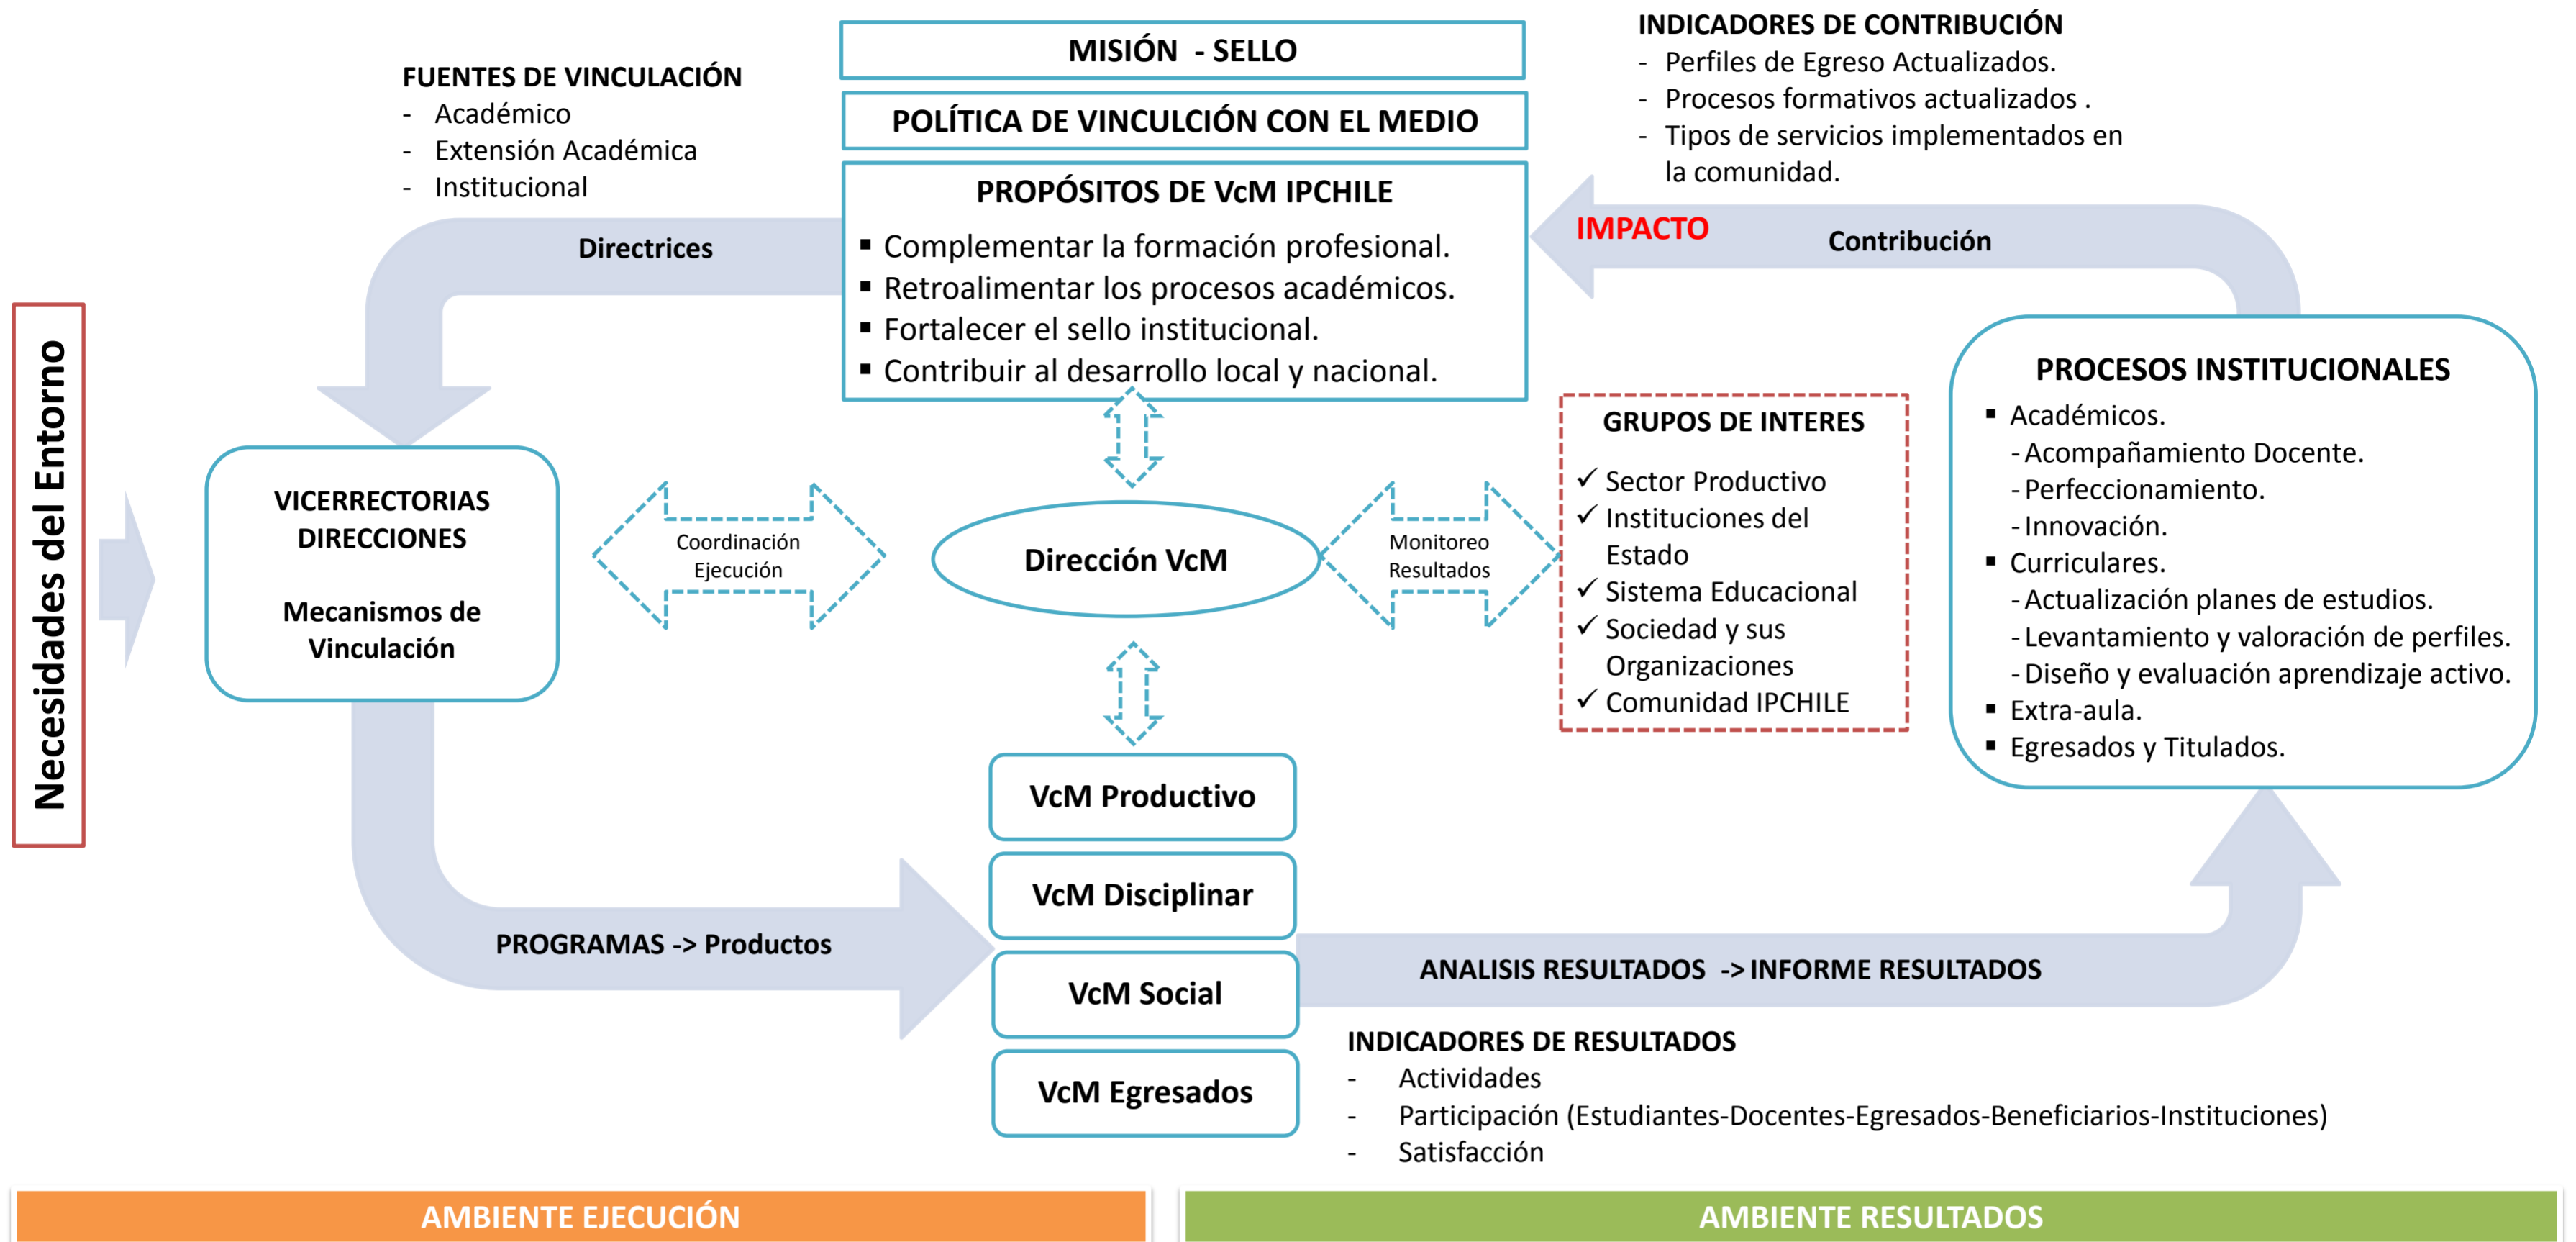 MISIÓN - SELLO
POLÍTICA DE VINCULCIÓN CON EL MEDIO
PROPÓSITOS DE VcM IPCHILE
▪ Complementar la formación profesional.
▪ Retroalimentar los procesos académicos.
▪ Fortalecer el sello institucional.
▪ Contribuir al desarrollo local y nacional.
FUENTES DE VINCULACIÓN
- Académico
- Extensión Académica
- Institucional
Directrices
INDICADORES DE CONTRIBUCIÓN
- Perfiles de Egreso Actualizados.
- Procesos formativos actualizados .
- Tipos de servicios implementados en
la comunidad.
IMPACTO
Contribución
Necesidades del Entorno
VICERRECTORIAS
DIRECCIONES
Mecanismos de
Vinculación
Coordinación
Ejecución
Dirección VcM
Monitoreo
Resultados
GRUPOS DE INTERES
✓ Sector Productivo
✓ Instituciones del
Estado
✓ Sistema Educacional
✓ Sociedad y sus
Organizaciones
✓ Comunidad IPCHILE
PROCESOS INSTITUCIONALES
▪ Académicos.
- Acompañamiento Docente.
- Perfeccionamiento.
- Innovación.
▪ Curriculares.
- Actualización planes de estudios.
- Levantamiento y valoración de perfiles.
- Diseño y evaluación aprendizaje activo.
▪ Extra-aula.
▪ Egresados y Titulados.
PROGRAMAS -> Productos
VcM Productivo
VcM Disciplinar
VcM Social
VcM Egresados
ANALISIS RESULTADOS -> INFORME RESULTADOS
INDICADORES DE RESULTADOS
- Actividades
- Participación (Estudiantes-Docentes-Egresados-Beneficiarios-Instituciones)
- Satisfacción
AMBIENTE EJECUCIÓN
AMBIENTE RESULTADOS